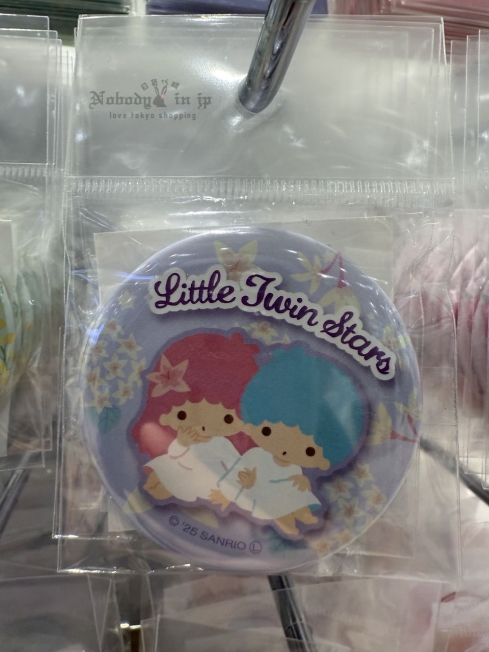 Nobody in jp
love tokyo shopping
Little Twin Stars
© '25 SANRIO Ⓛ